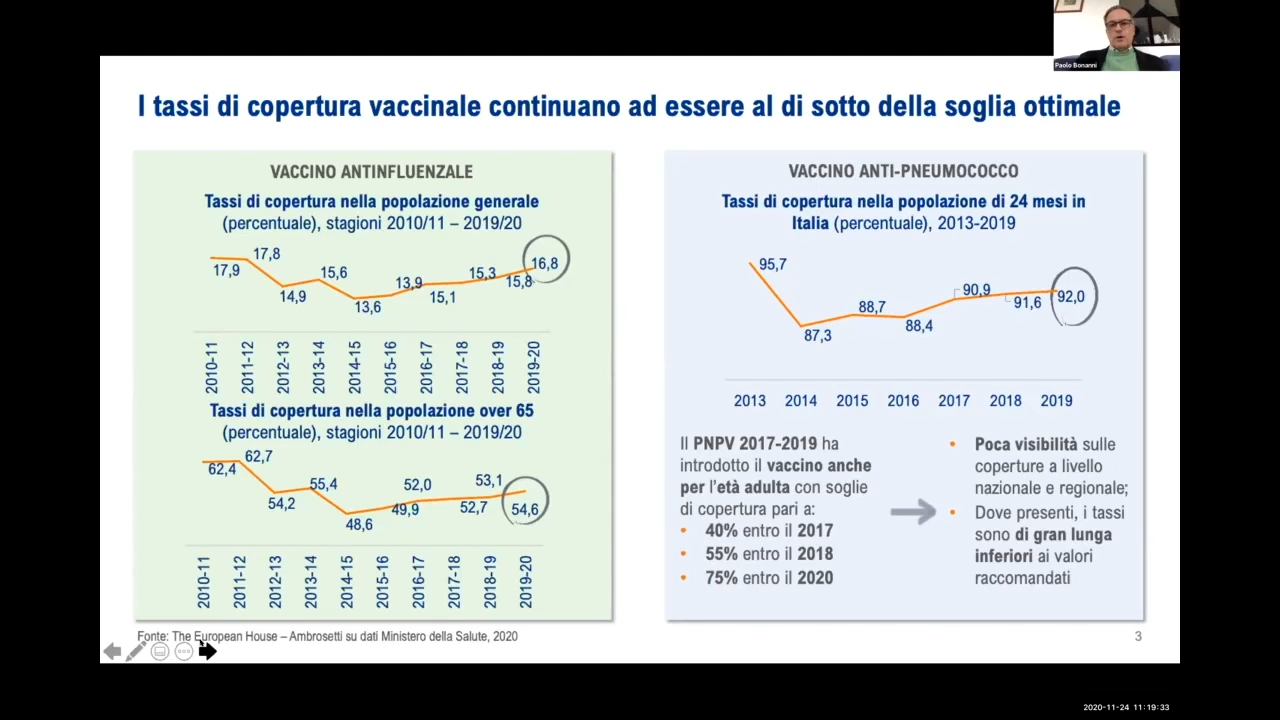 Paolo Bonanni
I tassi di copertura vaccinale continuano ad essere al di sotto della soglia ottimale
VACCINO ANTINFLUENZALE
Tassi di copertura nella popolazione generale
(percentuale), stagioni 2010/11 – 2019/20
17,9
17,8
14,9
15,6
13,6
13,9
15,1
15,3
15,8
16,8
2010-11
2011-12
2012-13
2013-14
2014-15
2015-16
2016-17
2017-18
2018-19
2019-20
Tassi di copertura nella popolazione over 65
(percentuale), stagioni 2010/11 – 2019/20
62,4
62,7
54,2
55,4
48,6
49,9
52,0
52,7
53,1
54,6
2010-11
2011-12
2012-13
2013-14
2014-15
2015-16
2016-17
2017-18
2018-19
2019-20
VACCINO ANTI-PNEUMOCOCCO
Tassi di copertura nella popolazione di 24 mesi in
Italia (percentuale), 2013-2019
95,7
87,3
88,7
88,4
90,9
91,6
92,0
2013 2014 2015 2016 2017 2018 2019
Il PNPV 2017-2019 ha
introdotto il vaccino anche
per l'età adulta con soglie
di copertura pari a:
• 40% entro il 2017
• 55% entro il 2018
• 75% entro il 2020
• Poca visibilità sulle
coperture a livello
nazionale e regionale;
• Dove presenti, i tassi
sono di gran lunga
inferiori ai valori
raccomandati
Fonte: The European House – Ambrosetti su dati Ministero della Salute, 2020
3
2020-11-24 11:19:33